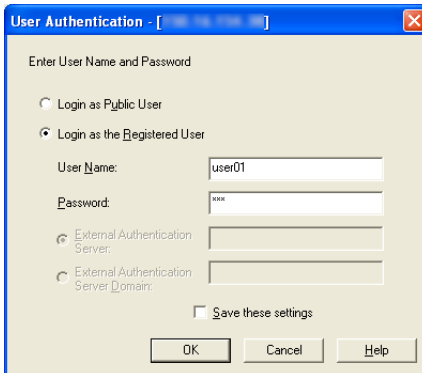 User Authentication - [ ]
Enter User Name and Password
Login as Public User
Login as the Registered User
User Name:
user01
Password:
***
External Authentication
Server:
External Authentication
Server Domain:
Save these settings
OK
Cancel
Help